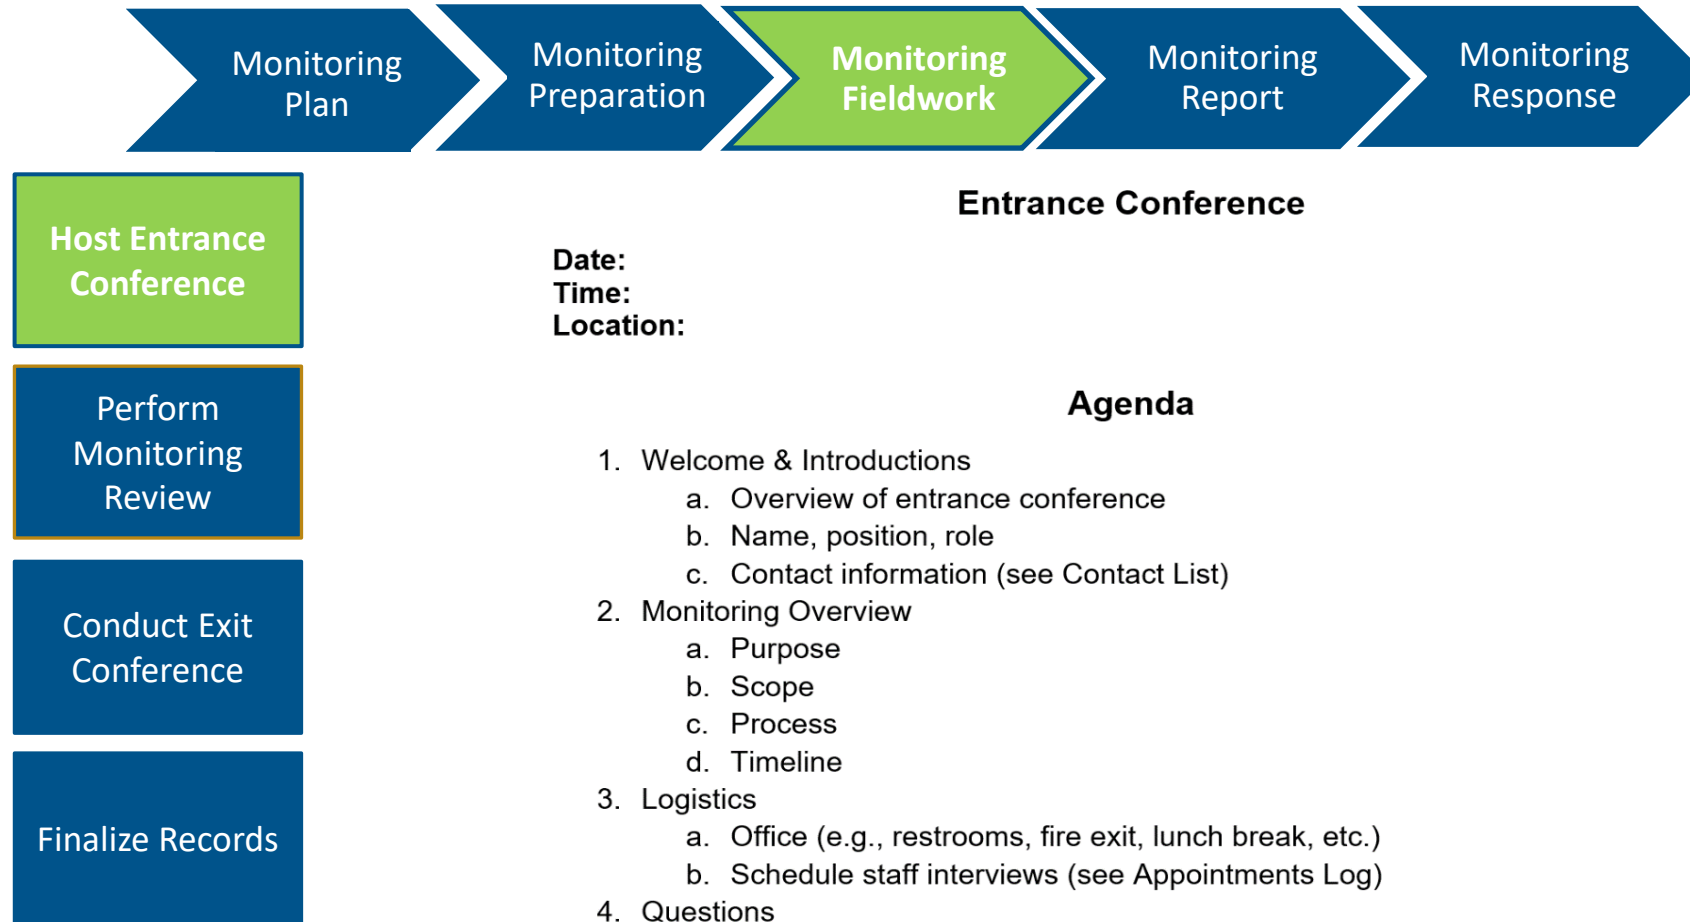 Monitoring
Plan
Monitoring
Preparation
Monitoring
Fieldwork
Monitoring
Report
Monitoring
Response
Host Entrance
Conference
Perform
Monitoring
Review
Conduct Exit
Conference
Finalize Records
Entrance Conference
Date:
Time:
Location:
Agenda
1. Welcome & Introductions
a. Overview of entrance conference
b. Name, position, role
c. Contact information (see Contact List)
2. Monitoring Overview
a. Purpose
b. Scope
c. Process
d. Timeline
3. Logistics
a. Office (e.g., restrooms, fire exit, lunch break, etc.)
b. Schedule staff interviews (see Appointments Log)
4. Questions